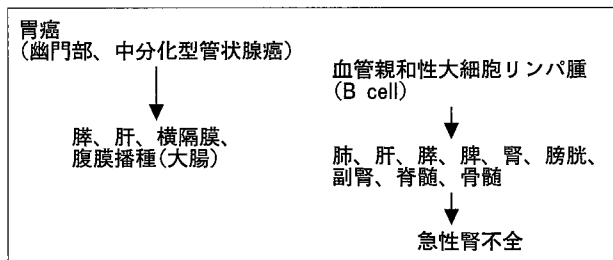 胃癌
(幽門部、中分化型管状腺癌)
膵、肝、横隔膜、
腹膜播種(大腸)
血管親和性大細胞リンパ腫
(B cell)
肺、肝、膵、脾、腎、膀胱、
副腎、脊髄、骨髄
急性腎不全